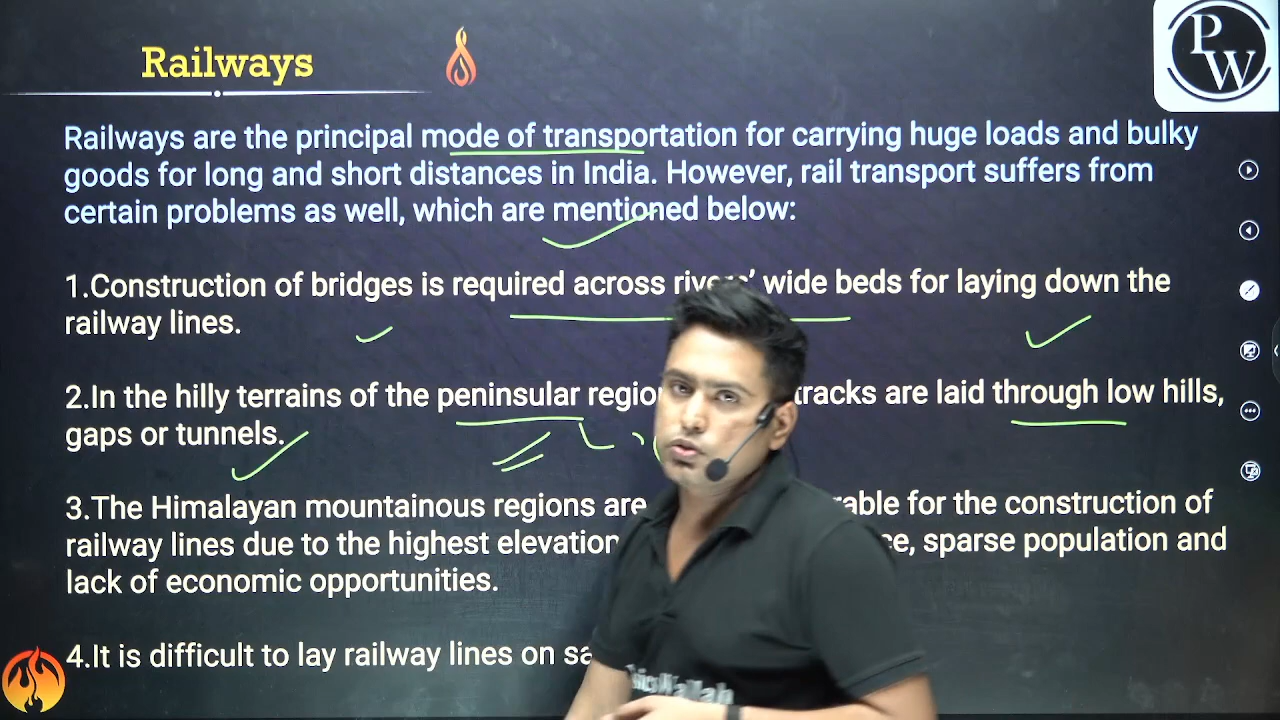 Railways
PW
Railways are the principal mode of transportation for carrying huge loads and bulky
goods for long and short distances in India. However, rail transport suffers from
certain problems as well, which are mentioned below:
1.Construction of bridges is required across rivers’ wide beds for laying down the
railway lines.
2.In the hilly terrains of the peninsular tracks are laid through low hills,
gaps or tunnels.
3.The Himalayan mountainous regions are for the construction of
railway lines due to the highest elevation sparse population and
lack of economic opportunities.
4.It is difficult to lay railway lines on
Wallah